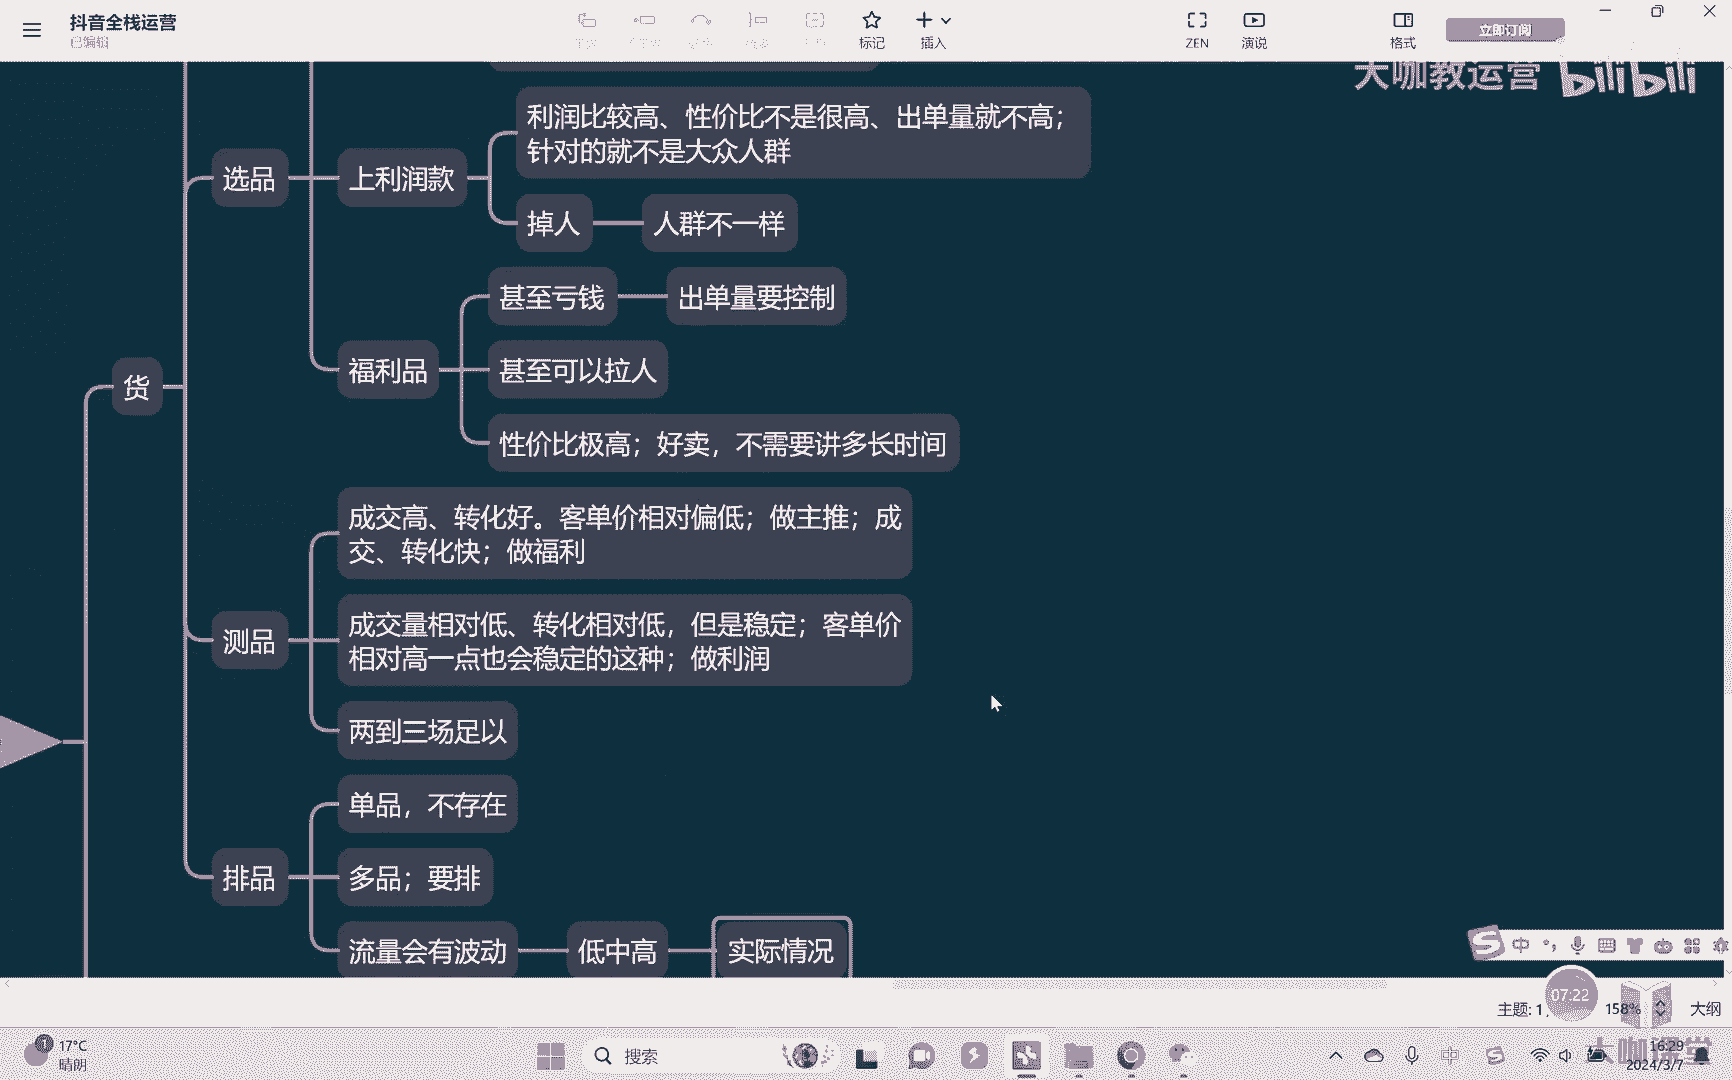 抖音全栈运营
已编辑
标记
插入
ZEN
演说
格式
立即订阅
大咖教运营 bilibili
利润比较高、性价比不是很高、出单量就不高；
针对的就不是大众人群
选品
上利润款
掉人
人群不一样
甚至亏钱
出单量要控制
福利品
甚至可以拉人
货
性价比极高；好卖，不需要讲多长时间
成交高、转化好。客单价相对偏低；做主推；成
交、转化快；做福利
测品
成交量相对低、转化相对低，但是稳定；客单价
相对高一点也会稳定的这种；做利润
两到三场足以
单品，不存在
排品
多品；要排
流量会有波动
低中高
实际情况
中
07:22
主题: 1
158%
大纲
1
17°C
晴朗
搜索
中
大咖课堂
16:29
2024/3/7